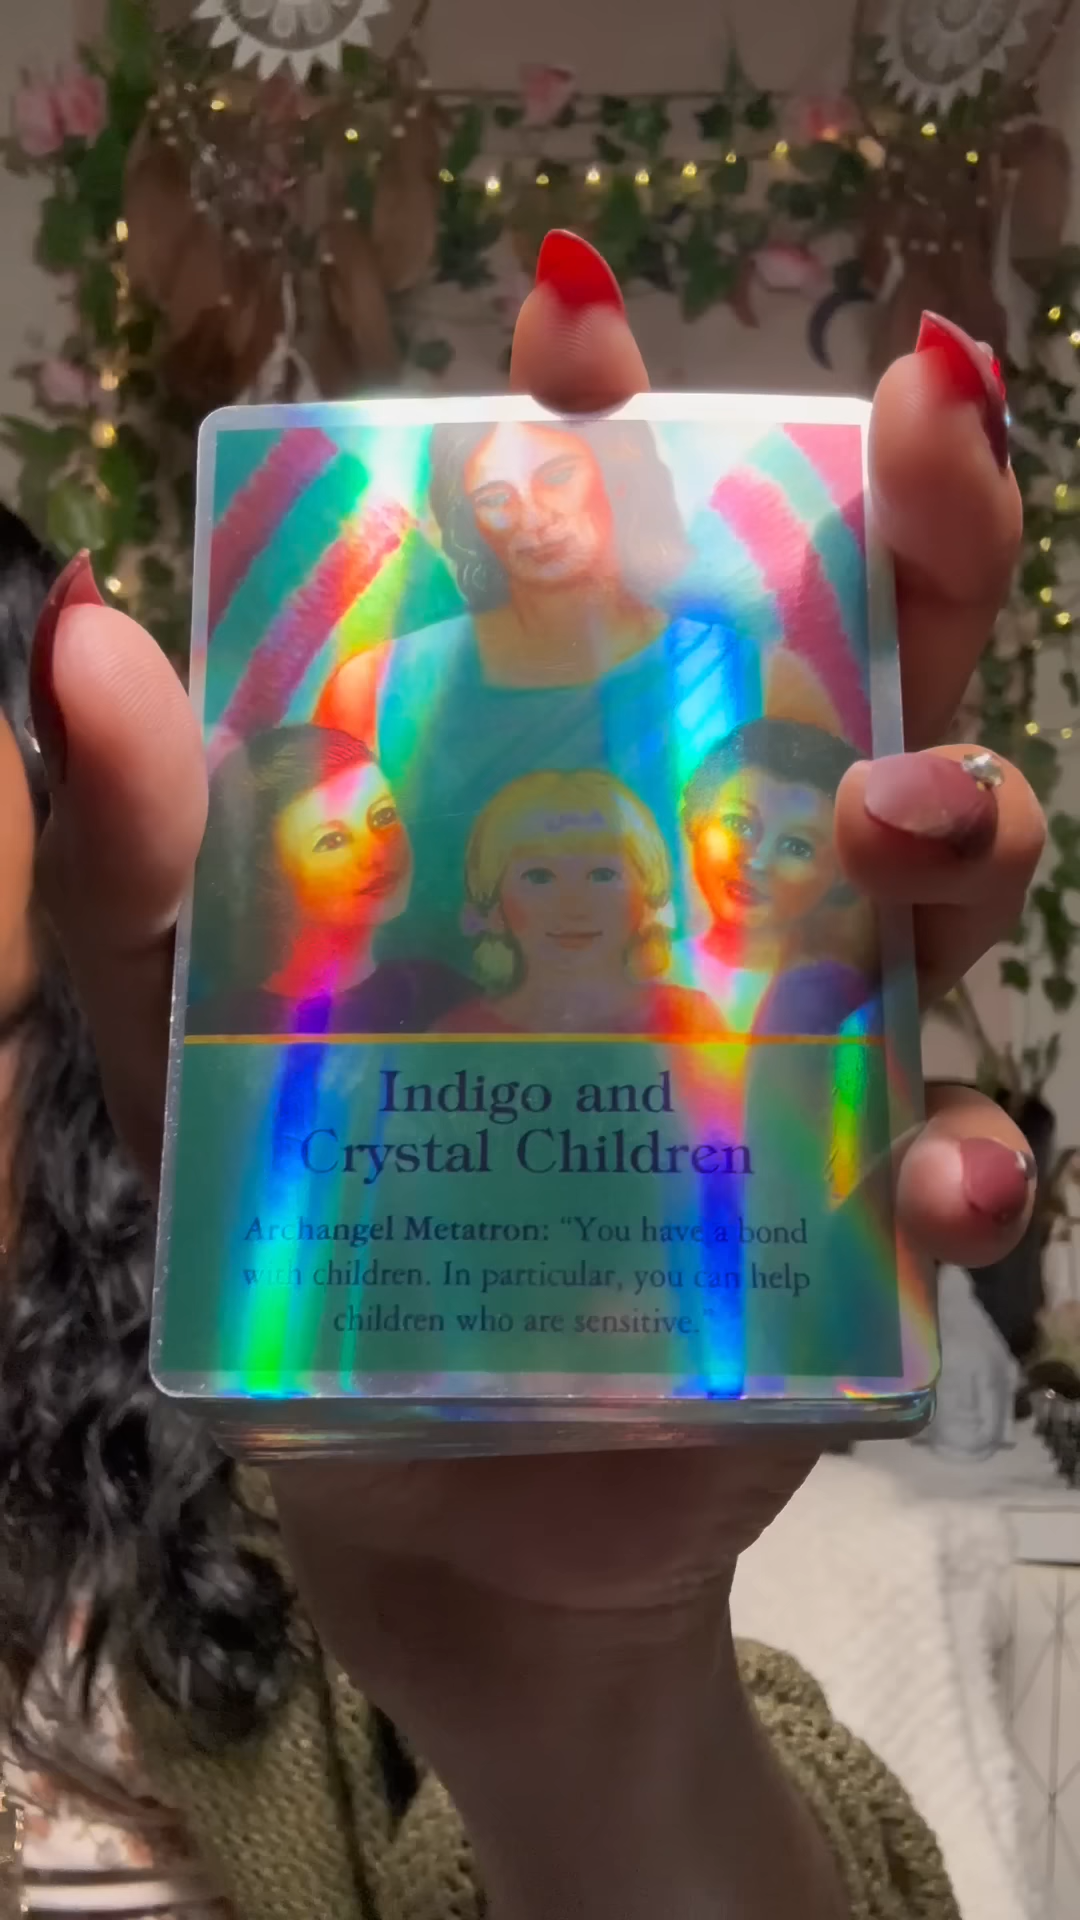 Indigo and
Crystal Children
Archangel Metatron: “You have a bond
with children. In particular, you can help
children who are sensitive.”